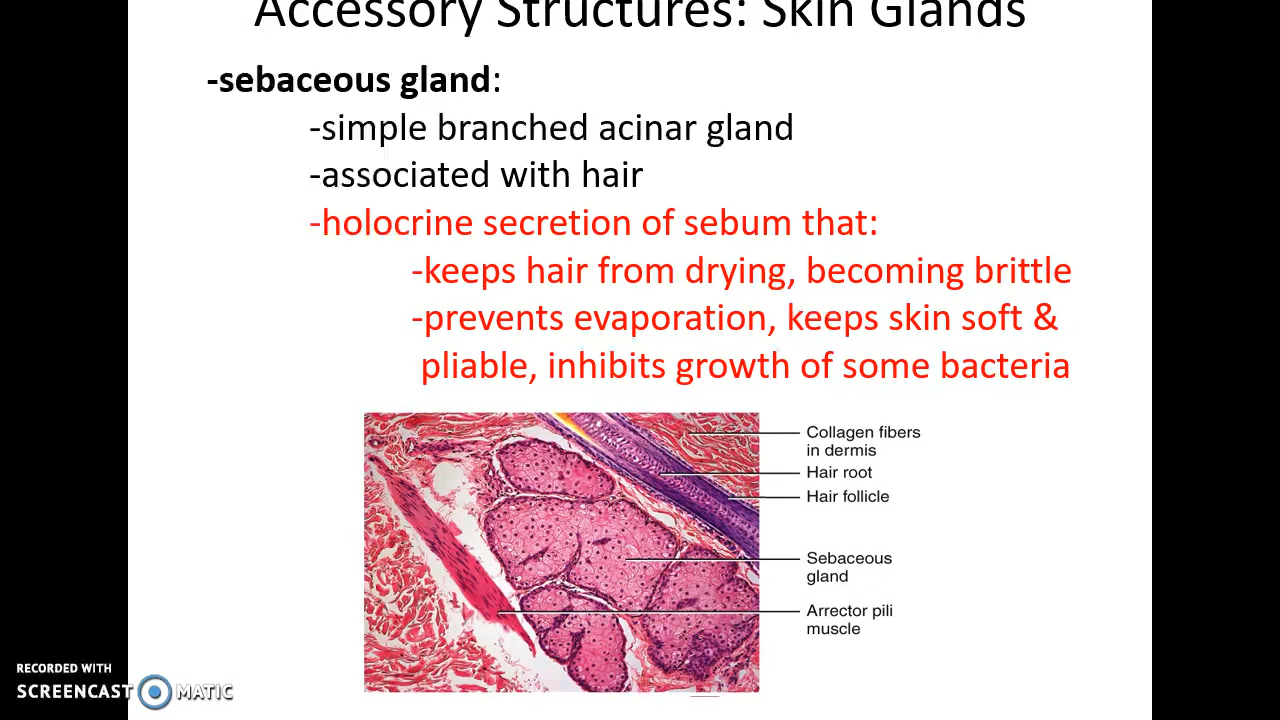 Accessory Structures: Skin Glands
-sebaceous gland:
-simple branched acinar gland
-associated with hair
-holocrine secretion of sebum that:
-keeps hair from drying, becoming brittle
-prevents evaporation, keeps skin soft &
pliable, inhibits growth of some bacteria
Collagen fibers
in dermis
Hair root
Hair follicle
Sebaceous
gland
Arrector pili
muscle
RECORDED WITH
SCREENCAST MATIC